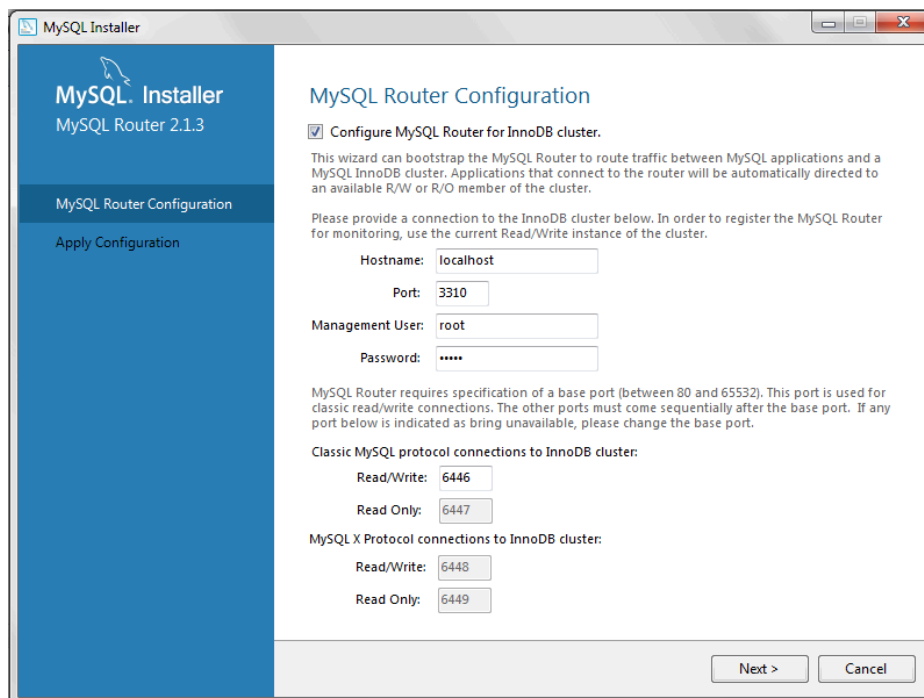 MySQL Installer
MySQL. Installer
MySQL Router 2.1.3
MySQL Router Configuration
Apply Configuration
MySQL Router Configuration
Configure MySQL Router for InnoDB cluster.
This wizard can bootstrap the MySQL Router to route traffic between MySQL applications and a
MySQL InnoDB cluster. Applications that connect to the router will be automatically directed to
an available R/W or R/O member of the cluster.
Please provide a connection to the InnoDB cluster below. In order to register the MySQL Router
for monitoring, use the current Read/Write instance of the cluster.
Hostname: localhost
Port: 3310
Management User: root
Password: •••••
MySQL Router requires specification of a base port (between 80 and 65532). This port is used for
classic read/write connections. The other ports must come sequentially after the base port. If any
port below is indicated as bring unavailable, please change the base port.
Classic MySQL protocol connections to InnoDB cluster:
Read/Write: 6446
Read Only: 6447
MySQL X Protocol connections to InnoDB cluster:
Read/Write: 6448
Read Only: 6449
Next > Cancel